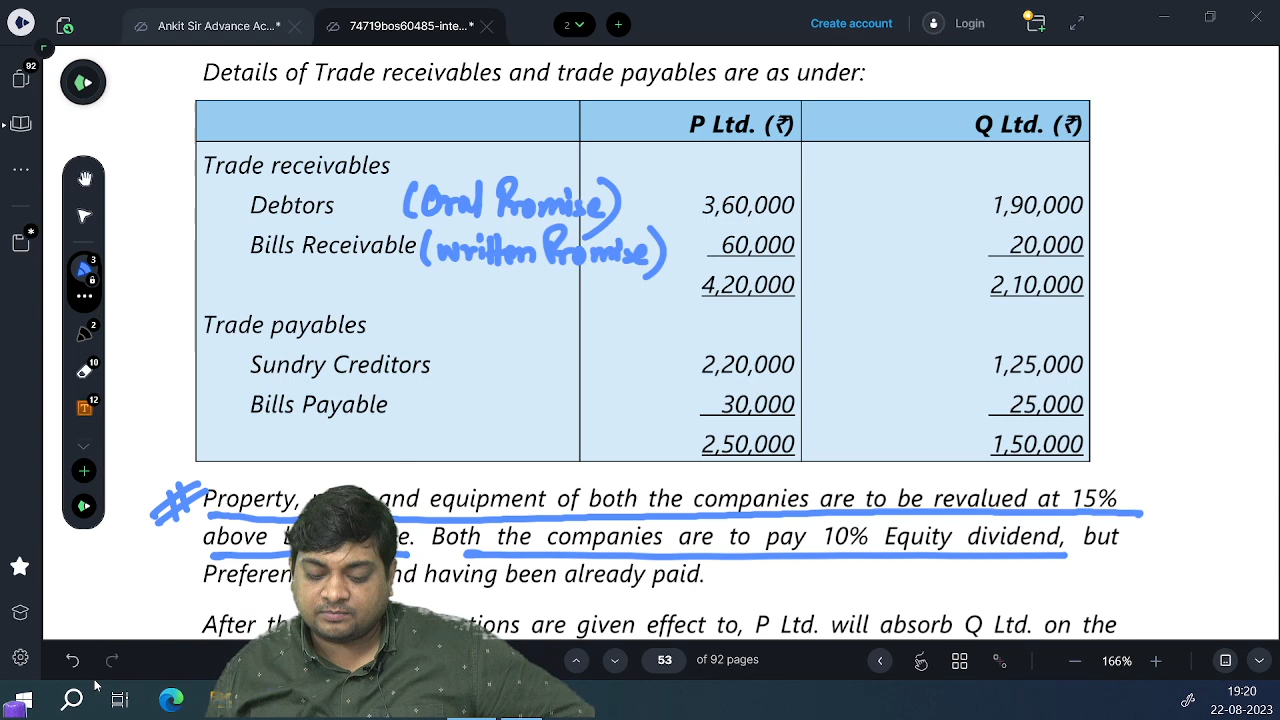 Ankit Sir Advance Ac...* 74719bos60485-inte...* 2 Create account Login
92
Details of Trade receivables and trade payables are as under:
P Ltd. (₹) Q Ltd. (₹)
Trade receivables
Debtors (Oral Promise) 3,60,000 1,90,000
Bills Receivable (written Promise) 60,000 20,000
4,20,000 2,10,000
Trade payables
Sundry Creditors 2,20,000 1,25,000
Bills Payable 30,000 25,000
2,50,000 1,50,000
3
2
10
T 12
# Property, and equipment of both the companies are to be revalued at 15%
above. Both the companies are to pay 10% Equity dividend, but
having been already paid.
After are given effect to, P Ltd. will absorb Q Ltd. on the
53 of 92 pages 166%
19:20
22-08-2023